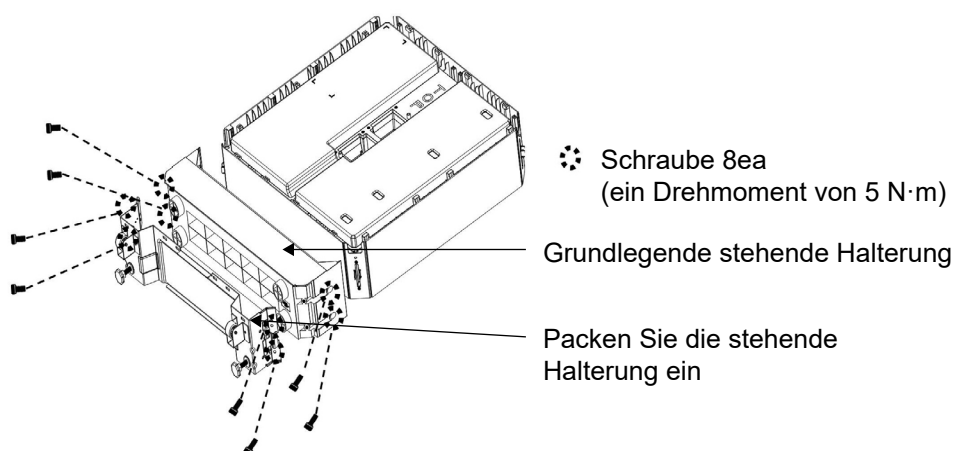 Schraube 8ea
(ein Drehmoment von 5 N·m)
Grundlegende stehende Halterung
Packen Sie die stehende
Halterung ein